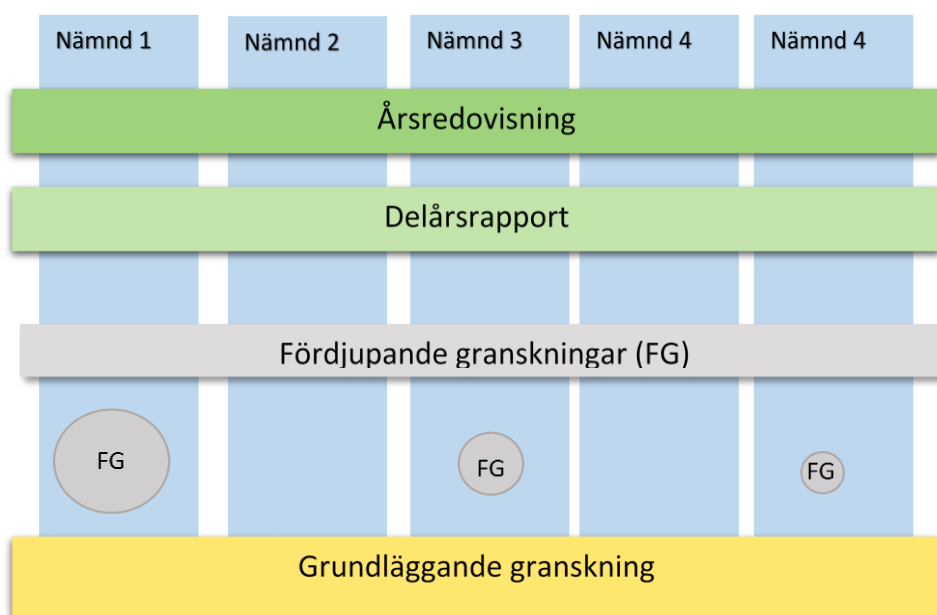 Nämnd 1
Nämnd 2
Nämnd 3
Nämnd 4
Nämnd 4
Årsredovisning
Delårsrapport
Fördjupande granskningar (FG)
FG
FG
FG
Grundläggande granskning